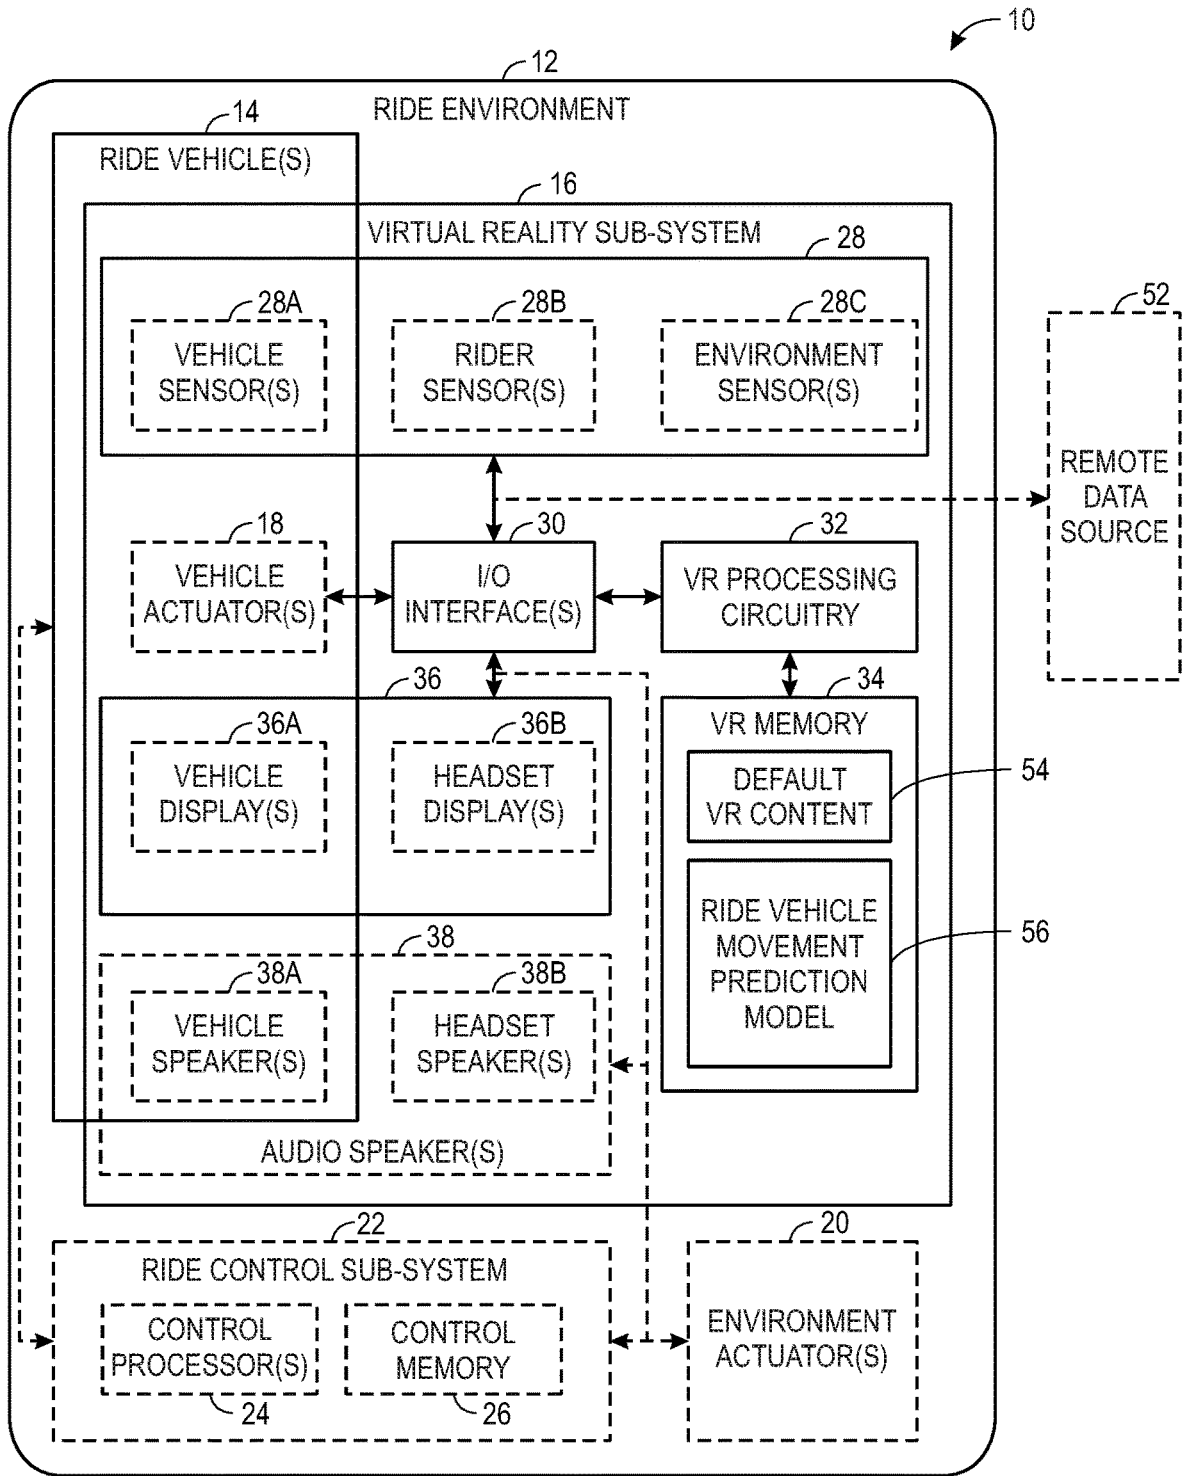 10
12
RIDE ENVIRONMENT
14
RIDE VEHICLE(S)
16
VIRTUAL REALITY SUB-SYSTEM
28
28A
VEHICLE
SENSOR(S)
28B
RIDER
SENSOR(S)
28C
ENVIRONMENT
SENSOR(S)
52
REMOTE
DATA
SOURCE
18
VEHICLE
ACTUATOR(S)
30
I/O
INTERFACE(S)
32
VR PROCESSING
CIRCUITRY
36
36A
VEHICLE
DISPLAY(S)
36B
HEADSET
DISPLAY(S)
34
VR MEMORY
DEFAULT
VR CONTENT
54
RIDE VEHICLE
MOVEMENT
PREDICTION
MODEL
56
38
38A
VEHICLE
SPEAKER(S)
38B
HEADSET
SPEAKER(S)
AUDIO SPEAKER(S)
22
RIDE CONTROL SUB-SYSTEM
CONTROL
PROCESSOR(S)
24
CONTROL
MEMORY
26
20
ENVIRONMENT
ACTUATOR(S)